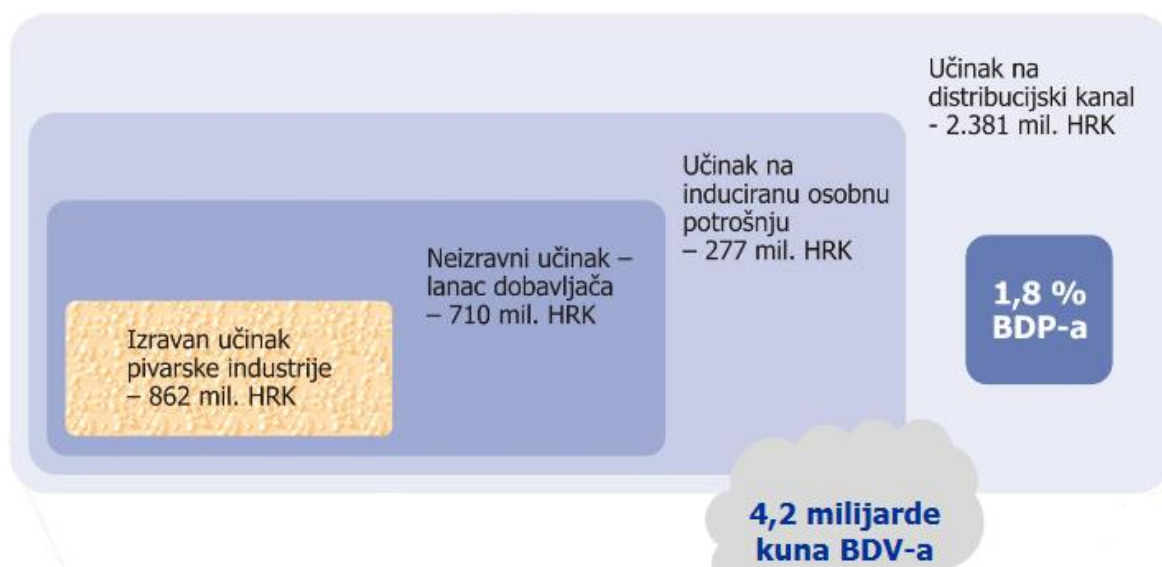 Učinak na
distribucijski kanal
- 2.381 mil. HRK
Učinak na
induciranu osobnu
potrošnju
– 277 mil. HRK
Neizravni učinak –
lanac dobavljača
– 710 mil. HRK
Izravan učinak
pivarske industrije
– 862 mil. HRK
1,8 %
BDP-a
4,2 milijarde
kuna BDV-a